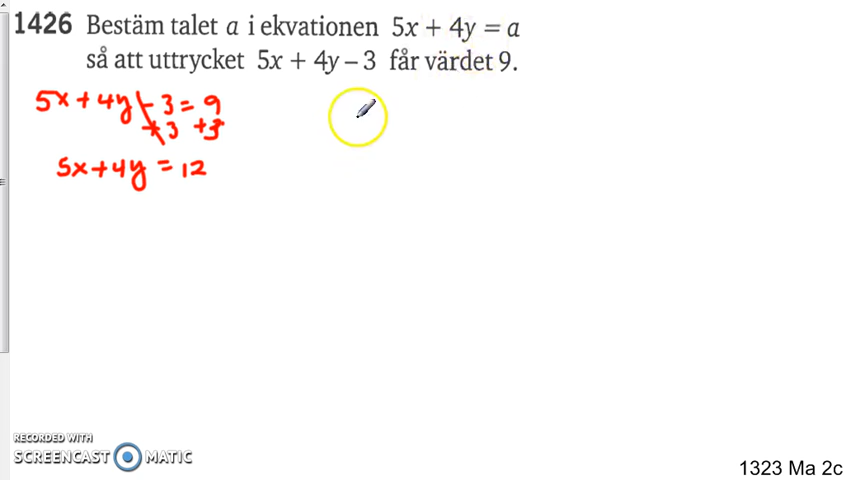 1426 Bestäm talet a i ekvationen 5x + 4y = a
så att uttrycket 5x + 4y – 3 får värdet 9.
5x + 4y - 3 = 9
+3 +3
5x + 4y = 12
RECORDED WITH
SCREENCAST MATIC
1323 Ma 2c